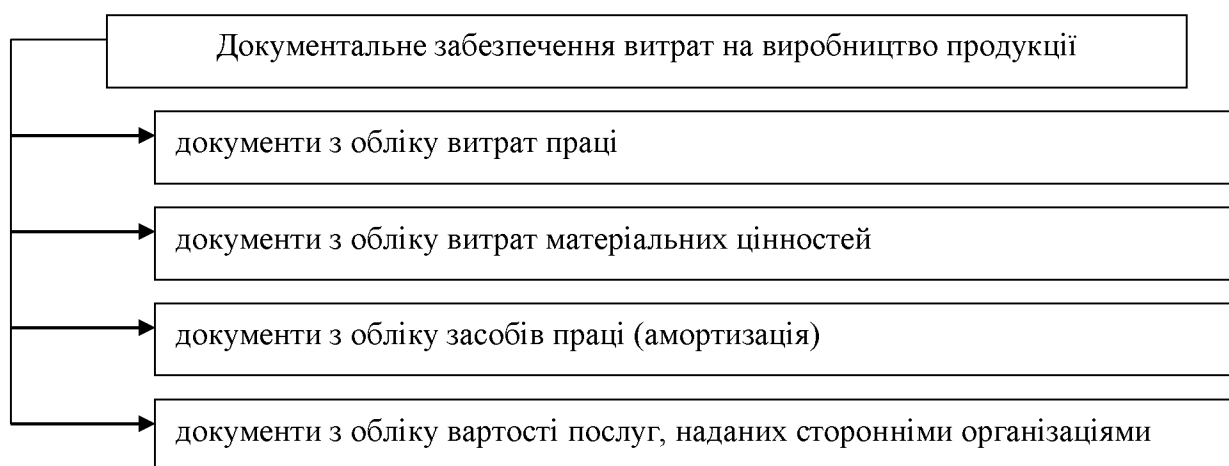 Документальне забезпечення витрат на виробництво продукції
документи з обліку витрат праці
документи з обліку витрат матеріальних цінностей
документи з обліку засобів праці (амортизація)
документи з обліку вартості послуг, наданих сторонніми організаціями